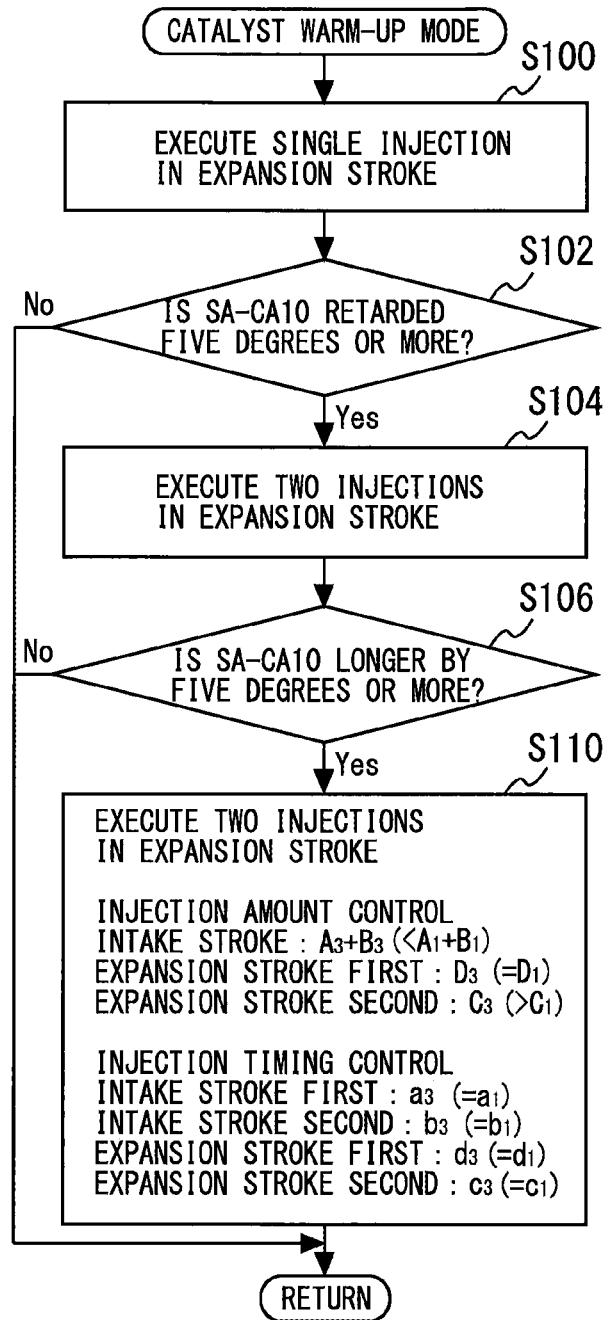 CATALYST WARM-UP MODE
S100
EXECUTE SINGLE INJECTION
IN EXPANSION STROKE
S102
No
IS SA-CA10 RETARDED
FIVE DEGREES OR MORE?
Yes
S104
EXECUTE TWO INJECTIONS
IN EXPANSION STROKE
S106
No
IS SA-CA10 LONGER BY
FIVE DEGREES OR MORE?
Yes
S110
EXECUTE TWO INJECTIONS
IN EXPANSION STROKE
INJECTION AMOUNT CONTROL
INTAKE STROKE : A3+B3 (<A1+B1)
EXPANSION STROKE FIRST : D3 (=D1)
EXPANSION STROKE SECOND : C3 (>C1)
INJECTION TIMING CONTROL
INTAKE STROKE FIRST : a3 (=a1)
INTAKE STROKE SECOND : b3 (=b1)
EXPANSION STROKE FIRST : d3 (=d1)
EXPANSION STROKE SECOND : c3 (=c1)
RETURN